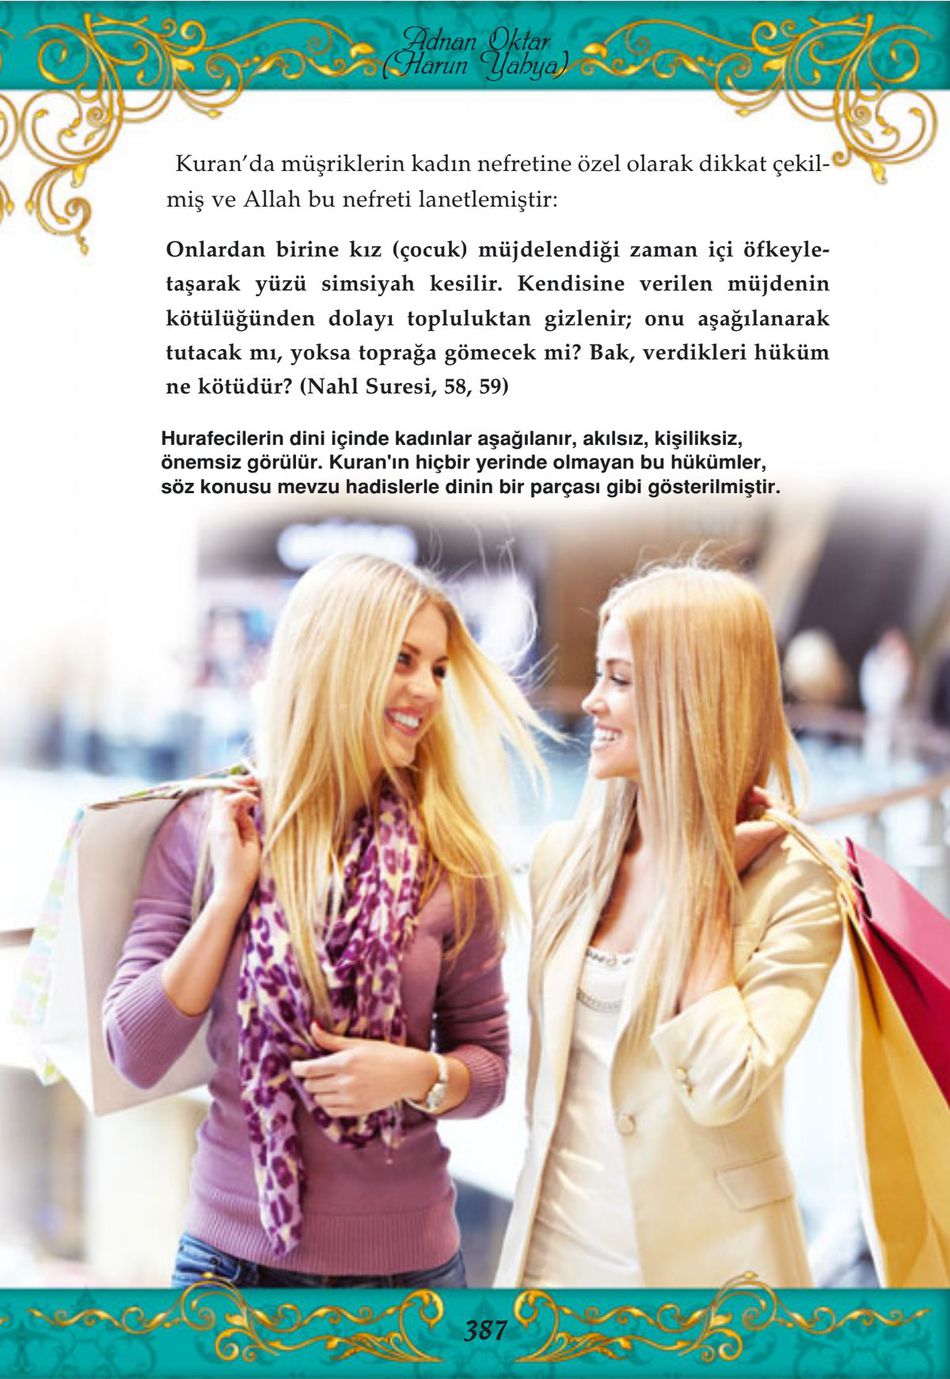 Adnan Oktar
(Harun Yahya)
Kuran’da müşriklerin kadın nefretine özel olarak dikkat çekil-
miş ve Allah bu nefreti lanetlemiştir:
Onlardan birine kız (çocuk) müjdelendiği zaman içi öfkeyle-
taşarak yüzü simsiyah kesilir. Kendisine verilen müjdenin
kötülüğünden dolayı topluluktan gizlenir; onu aşağılanarak
tutacak mı, yoksa toprağa gömecek mi? Bak, verdikleri hüküm
ne kötüdür? (Nahl Suresi, 58, 59)
Hurafecilerin dini içinde kadınlar aşağılanır, akılsız, kişiliksiz,
önemsiz görülür. Kuran'ın hiçbir yerinde olmayan bu hükümler,
söz konusu mevzu hadislerle dinin bir parçası gibi gösterilmiştir.
387